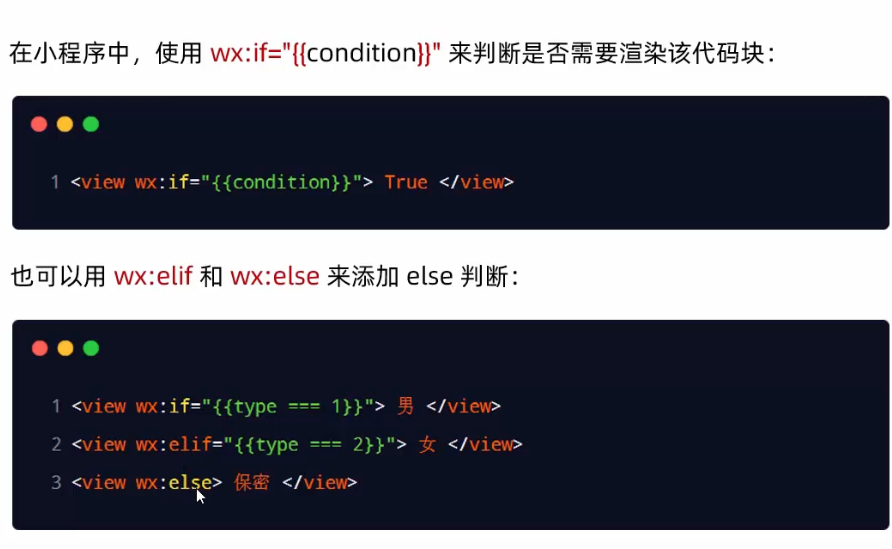 在小程序中，使用 wx:if="{{condition}}" 来判断是否需要渲染该代码块：
1 <view wx:if="{{condition}}"> True </view>
也可以用 wx:elif 和 wx:else 来添加 else 判断：
1 <view wx:if="{{type === 1}}"> 男 </view>
2 <view wx:elif="{{type === 2}}"> 女 </view>
3 <view wx:else> 保密 </view>